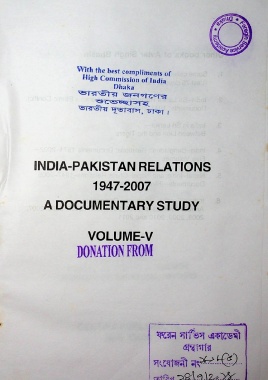 With the best compliments of
High Commission of India
Dhaka
ভারতীয় জনগণের
শুভেচ্ছাসহ
ভারতীয় দূতাবাস, ঢাকা।
INDIA-PAKISTAN RELATIONS
1947-2007
A DOCUMENTARY STUDY
VOLUME-V
DONATION FROM
ফরেন সার্ভিস একাডেমী
গ্রন্থাগার
সংযোজনী নং
তারিখ